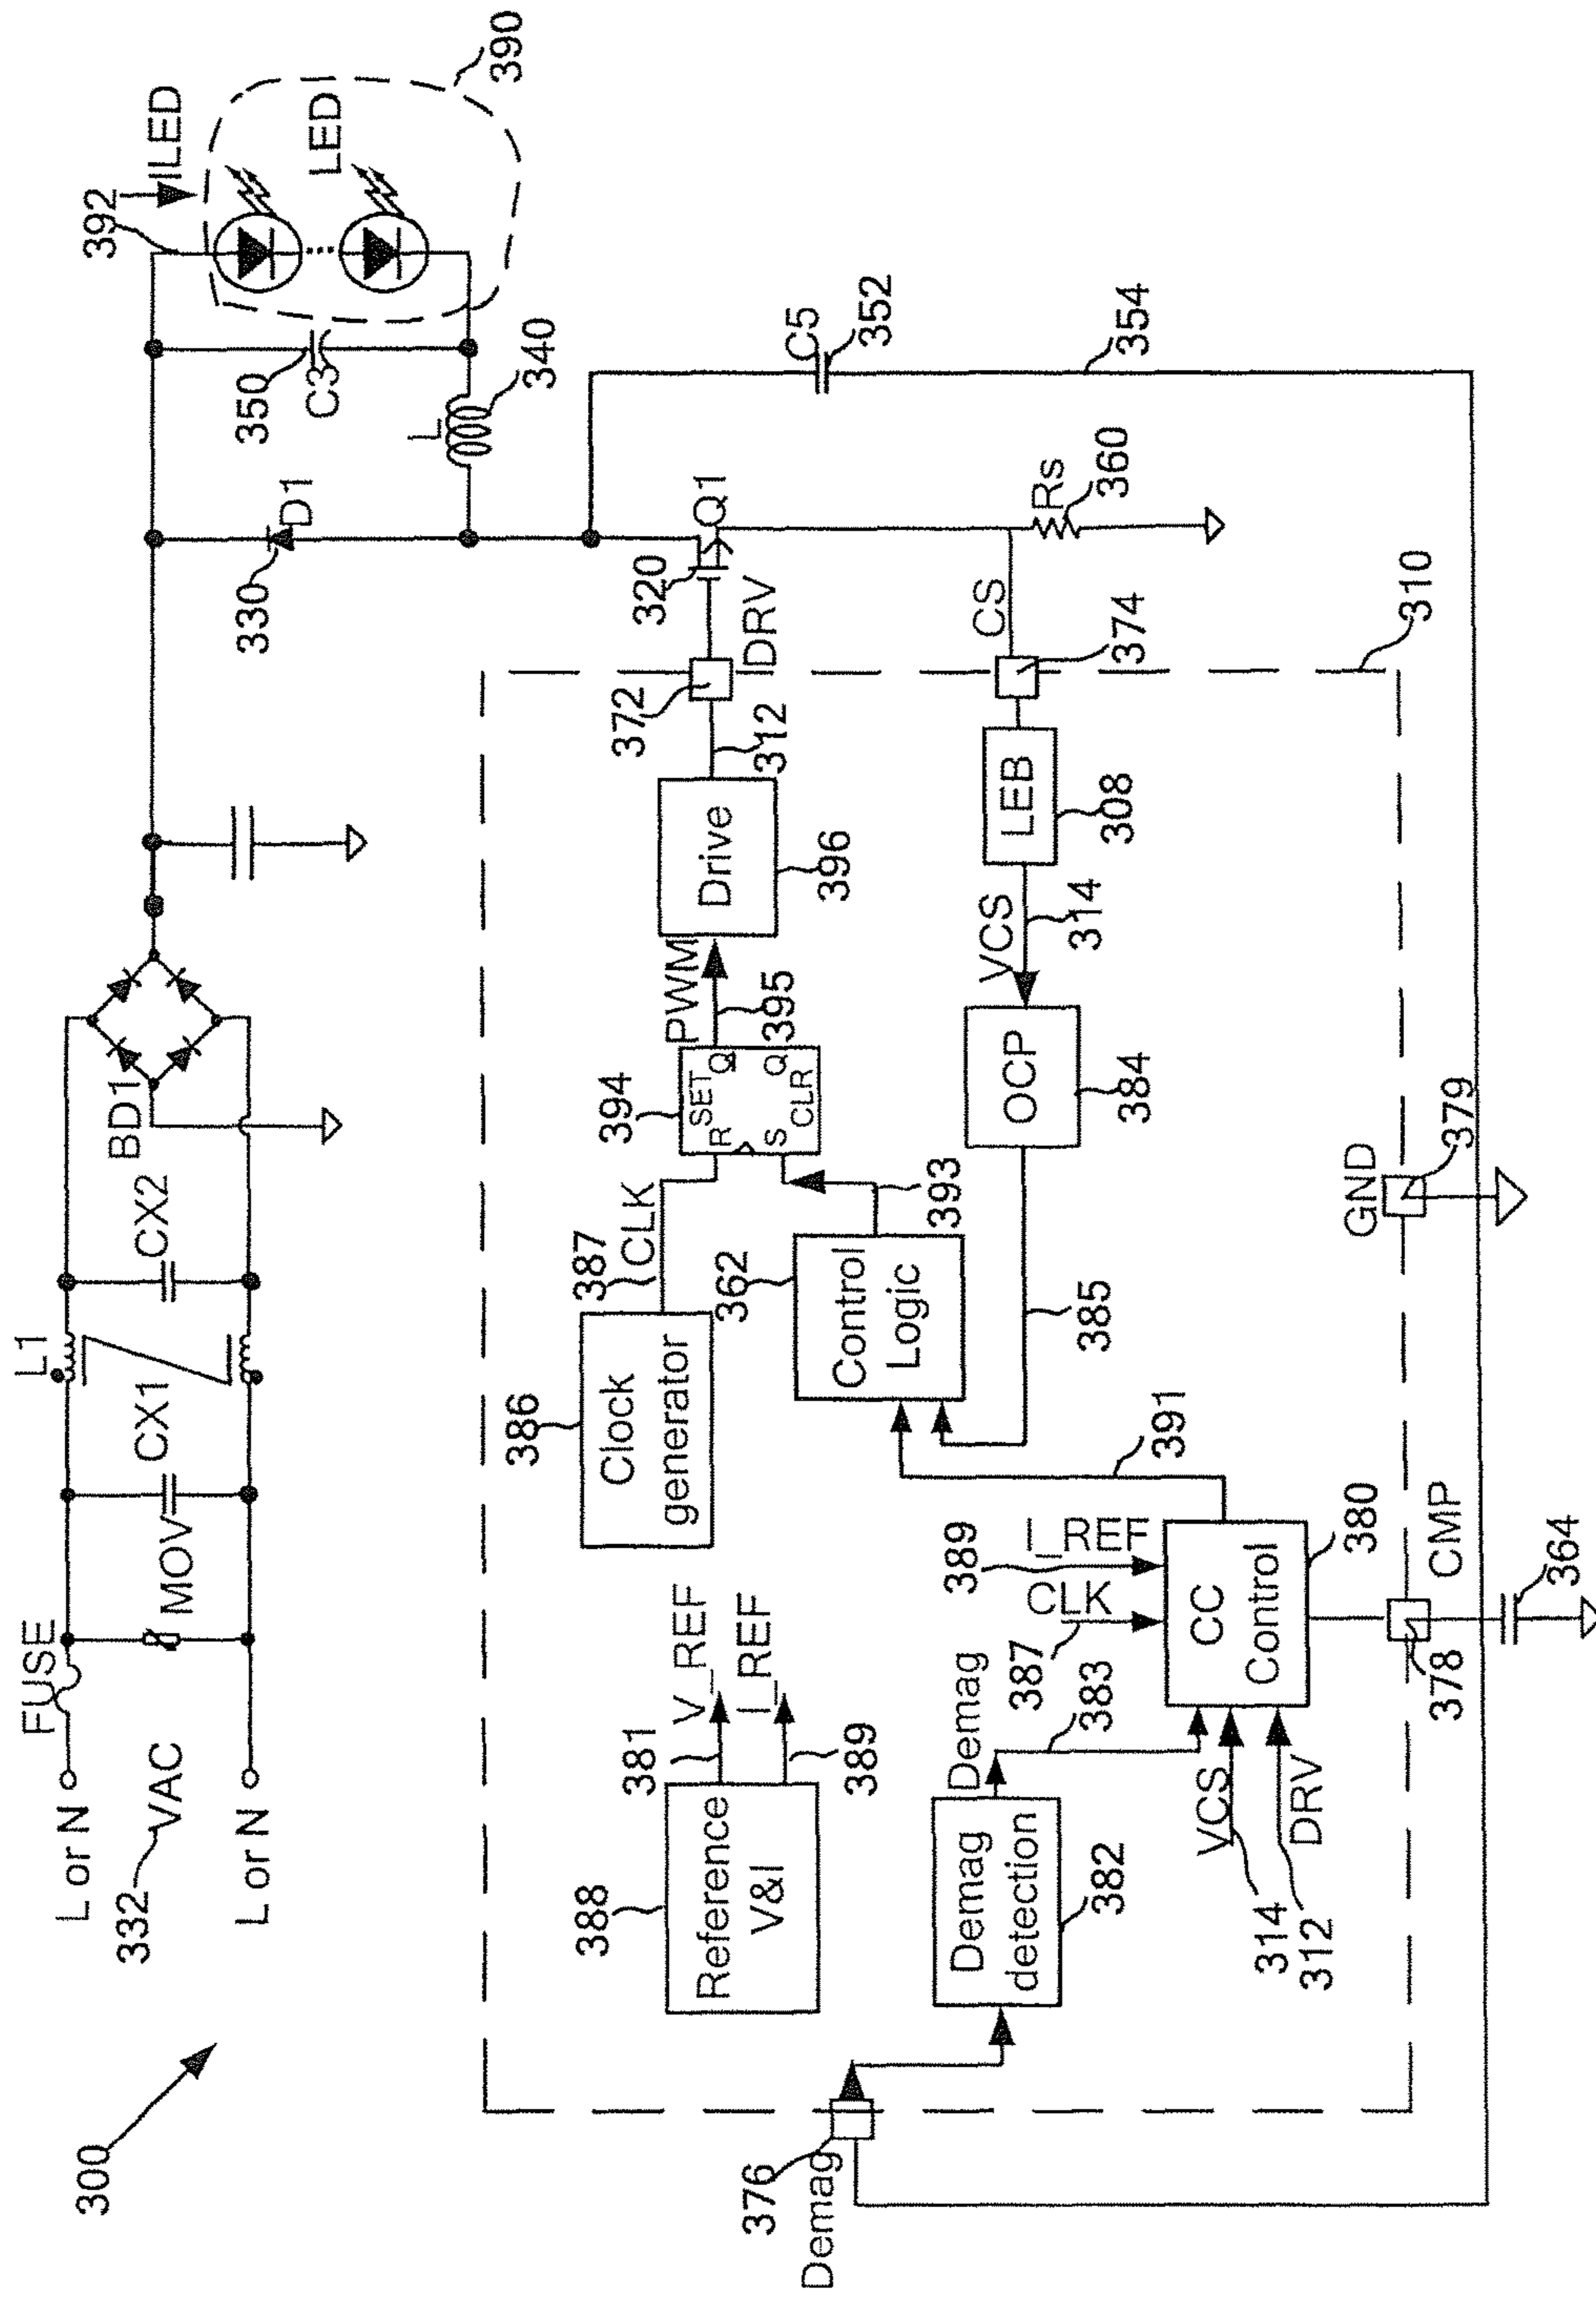 300
L or N
332
VAC
L or N
FUSE
MOV
CX1
L1
CX2
BD1
330
D1
350
C3
L
340
392
ILED
LED
390
C5
352
354
320
Q1
IDRV
372
312
Drive
396
PWM
395
394
SET
R
Q
S
Q
CLR
CLK
387
386
Clock
generator
362
Control
Logic
393
385
OCP
384
VCS
314
LEB
308
CS
374
Rs
360
310
388
Reference
V&I
381
V_REF
I_REF
389
376
Demag
Demag
detection
382
Demag
383
387
CLK
389
I_REF
CC
Control
380
391
VCS
314
312
DRV
378
CMP
364
GND
379